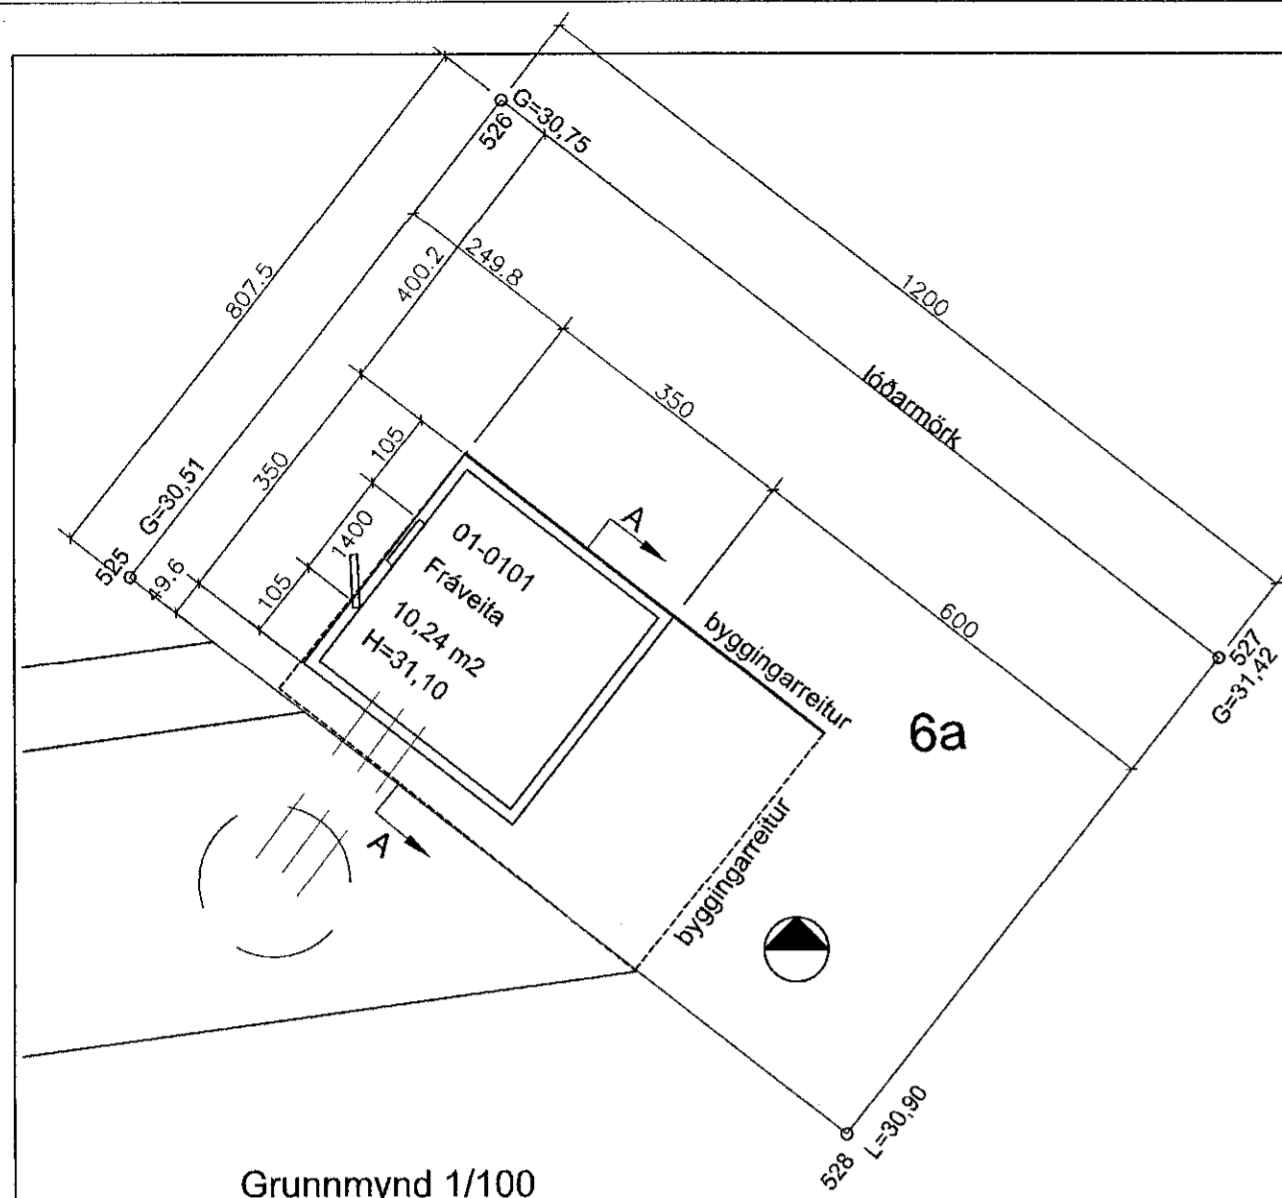 G=30,75
526
807.5
400.2
249.8
1200
350
lóðarmörk
105
350
G=30,51
525
49.6
1400
105
A
01-0101
Fráveita
10,24 m2
H=31,10
600
byggingarreitur
527
G=31,42
6a
A
byggingarreitur
L=30,90
528
Grunnmynd 1/100